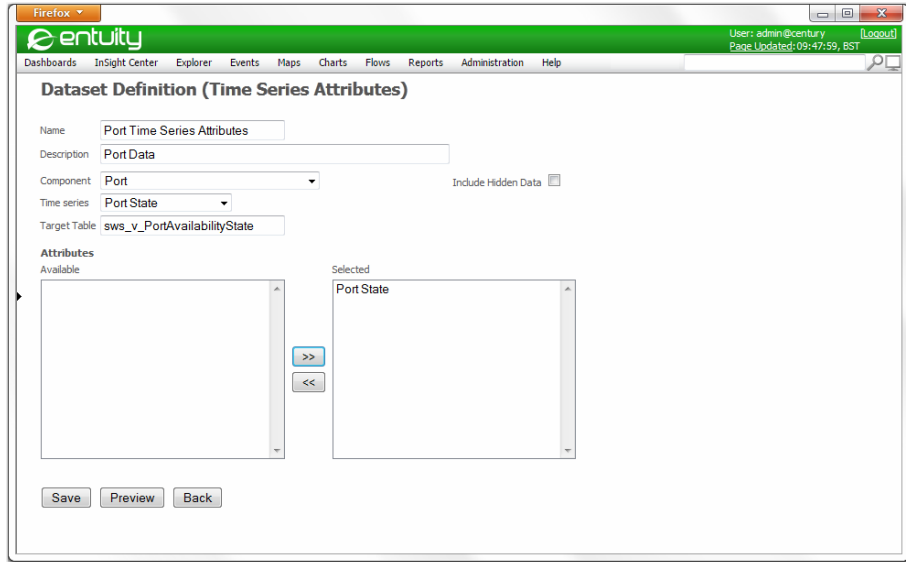 Firefox
entuity
User: admin@century [Logout]
Page Updated:09:47:59, BST
Dashboards InSight Center Explorer Events Maps Charts Flows Reports Administration Help
Dataset Definition (Time Series Attributes)
Name Port Time Series Attributes
Description Port Data
Component Port Include Hidden Data
Time series Port State
Target Table sws_v_PortAvailabilityState
Attributes
Available Selected
Port State
>>
<<
Save Preview Back